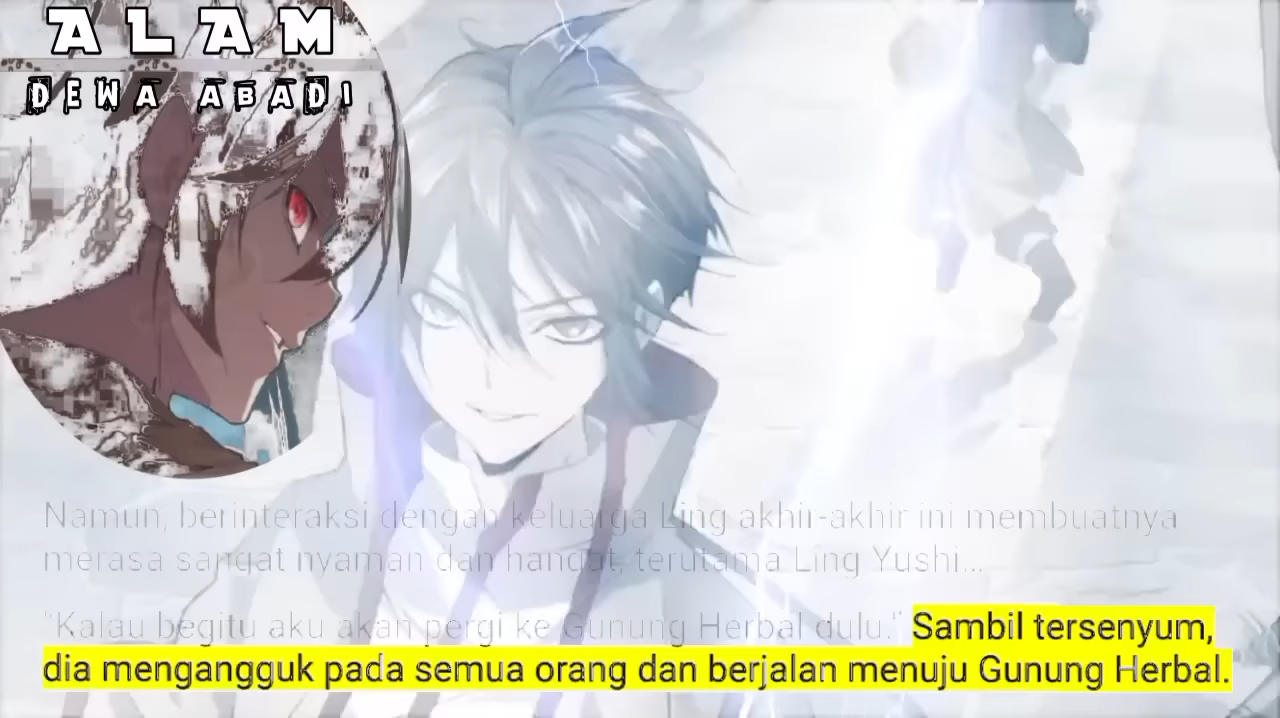 ALAM
DEWA ABADI
Namun, berinteraksi dengan keluarga Ling akhir-akhir ini membuatnya
merasa sangat nyaman dan hangat, terutama Ling Yushi...
"Kalau begitu aku akan pergi ke Gunung Herbal dulu." Sambil tersenyum,
dia mengangguk pada semua orang dan berjalan menuju Gunung Herbal.